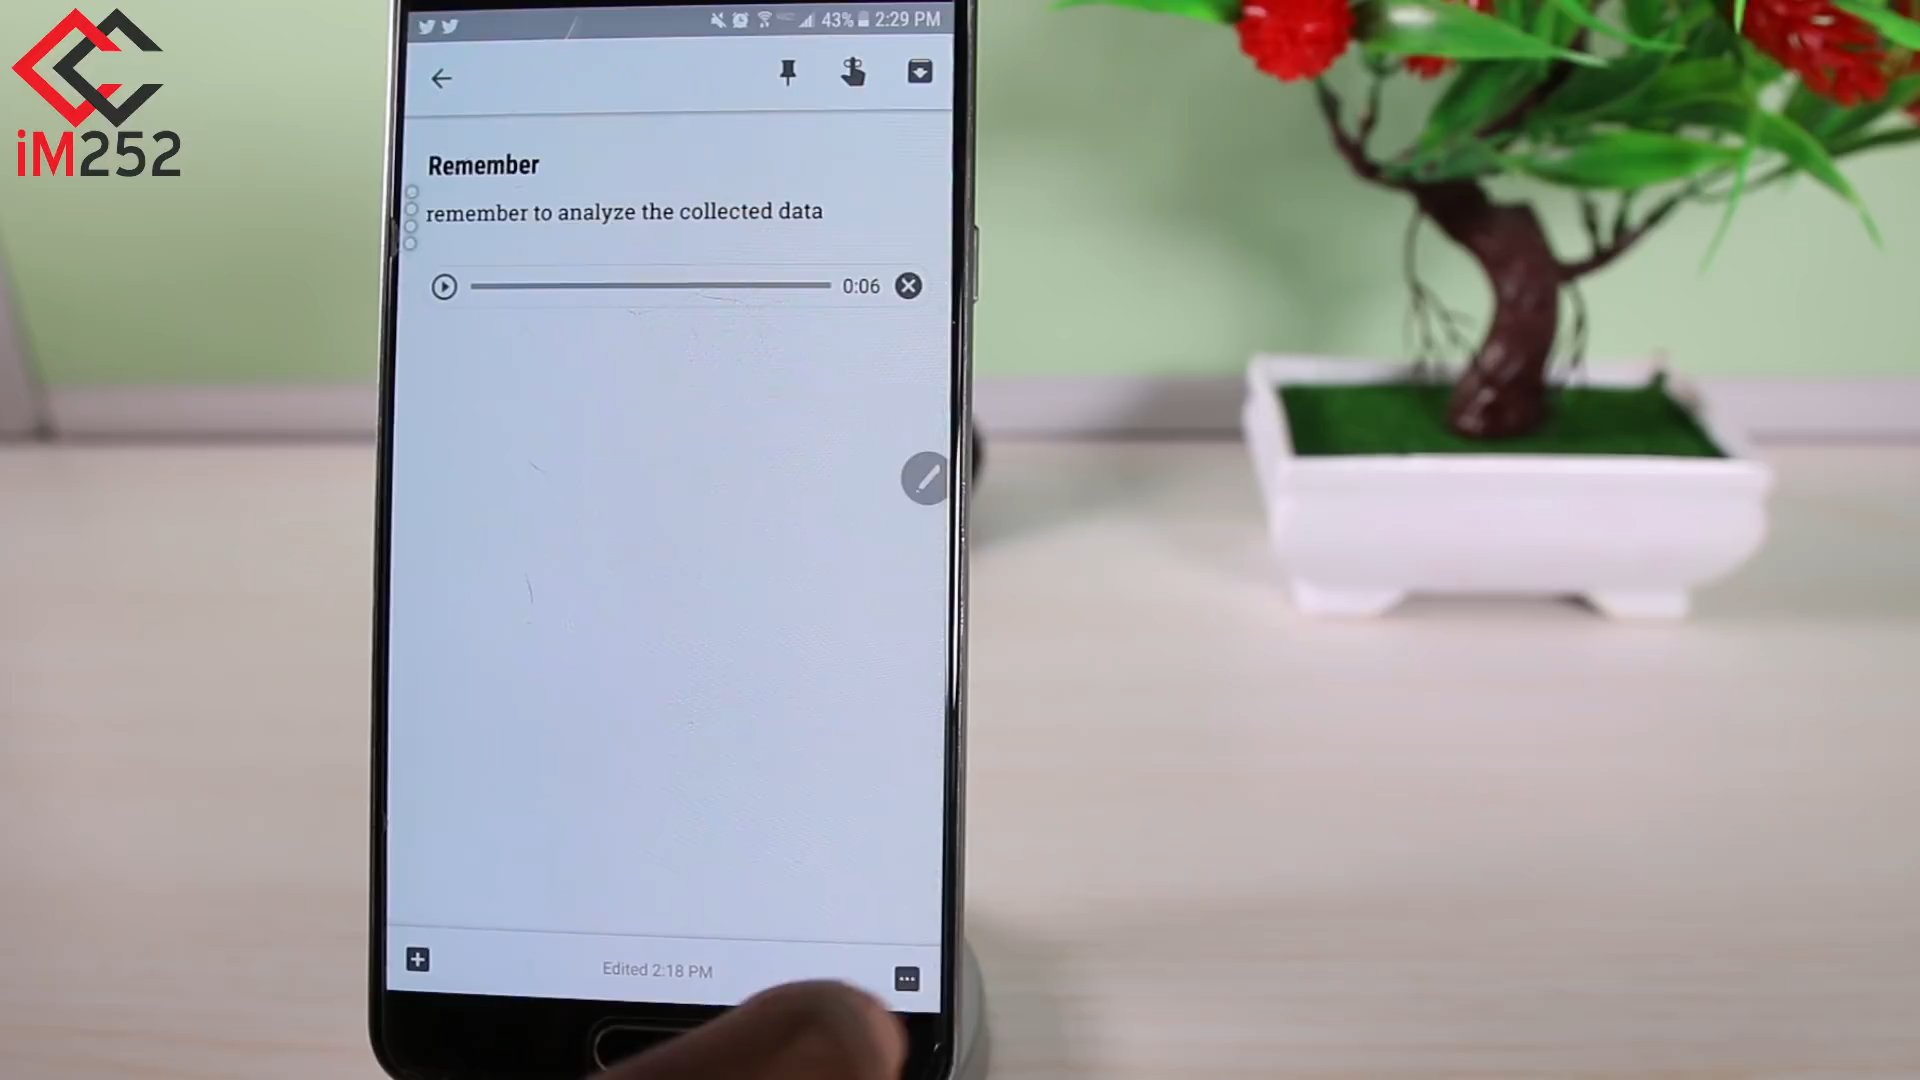 iM252
43% 2:29 PM
Remember
remember to analyze the collected data
0:06
Edited 2:18 PM